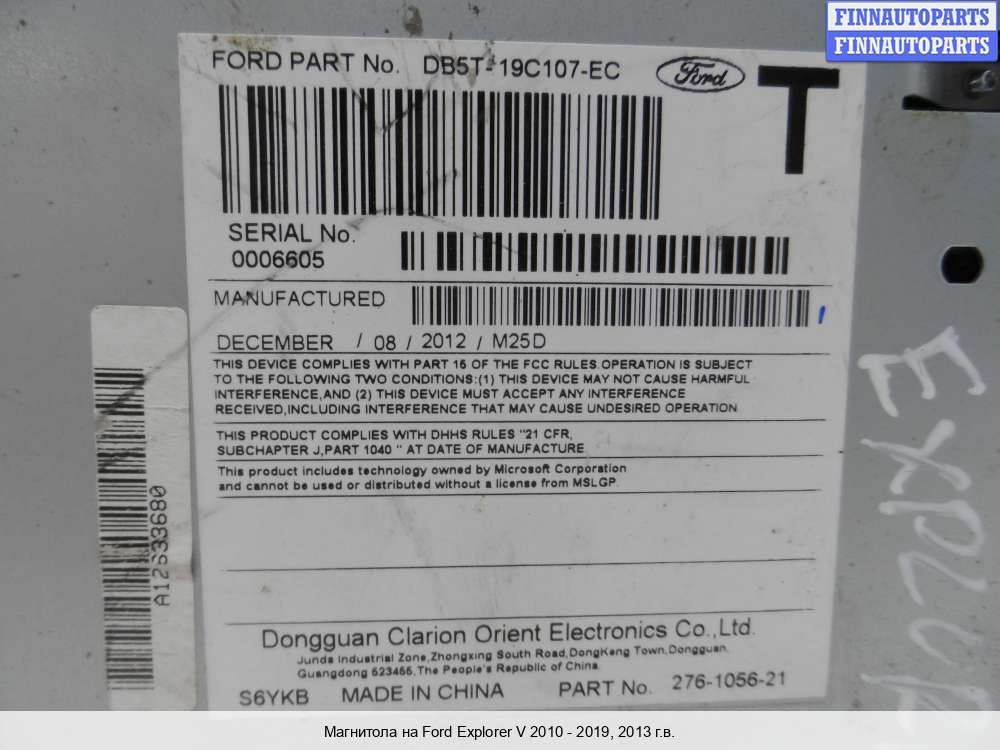 FINNAUTOPARTS
FINNAUTOPARTS
FORD PART No. DB5T-19C107-EC Ford T
SERIAL No.
0006605
MANUFACTURED
DECEMBER / 08 / 2012 / M25D
THIS DEVICE COMPLIES WITH PART 15 OF THE FCC RULES.OPERATION IS SUBJECT
TO THE FOLLOWING TWO CONDITIONS:(1) THIS DEVICE MAY NOT CAUSE HARMFUL
INTERFERENCE,AND (2) THIS DEVICE MUST ACCEPT ANY INTERFERENCE
RECEIVED,INCLUDING INTERFERENCE THAT MAY CAUSE UNDESIRED OPERATION
THIS PRODUCT COMPLIES WITH DHHS RULES "21 CFR,
SUBCHAPTER J,PART 1040 " AT DATE OF MANUFACTURE
This product includes technology owned by Microsoft Corporation
and cannot be used or distributed without a license from MSLGP.
Dongguan Clarion Orient Electronics Co.,Ltd.
Junda Industrial Zone,Zhongxing South Road,DongKeng Town,Dongguan,
Guangdong 523455,The People's Republic of China.
S6YKB MADE IN CHINA PART No. 276-1056-21
A12633680
Магнитола на Ford Explorer V 2010 - 2019, 2013 г.в.